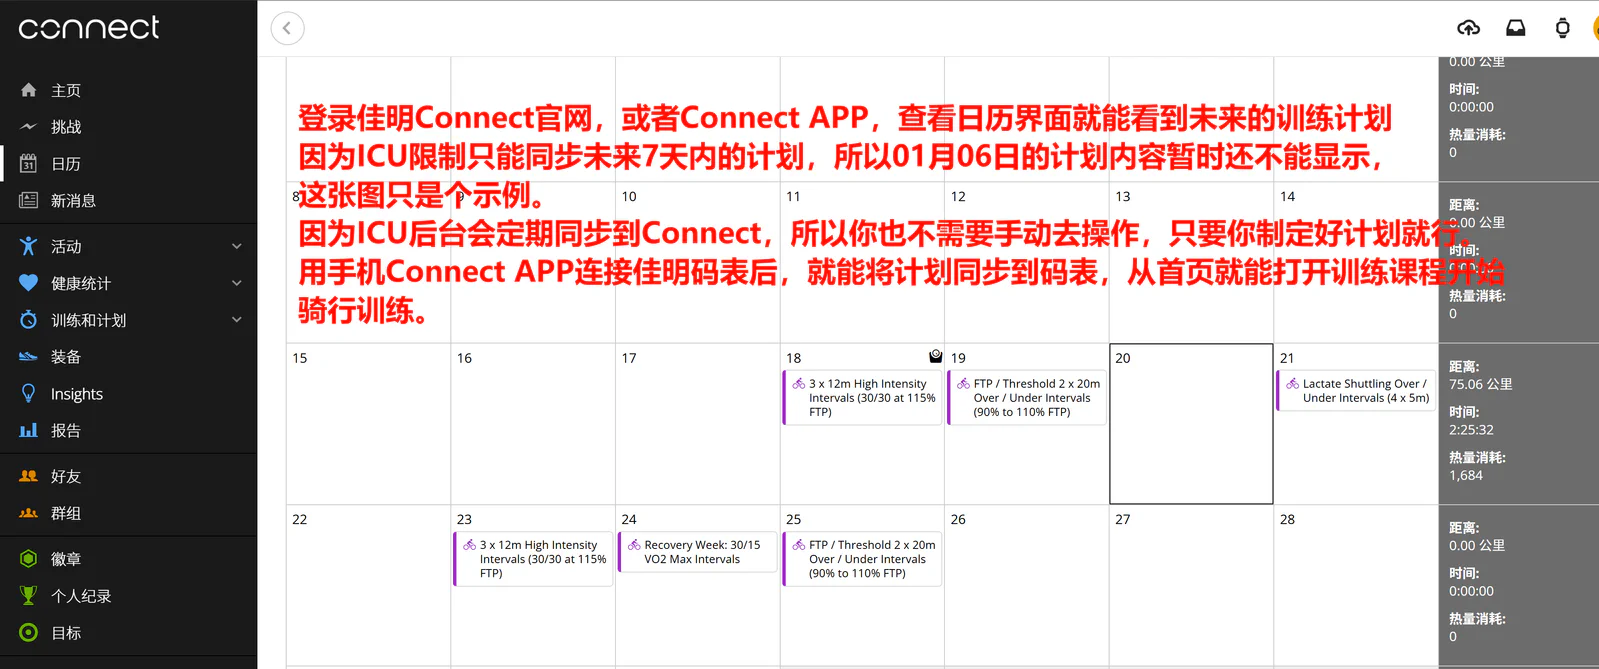 connect
主页
挑战
31
日历
新消息
活动
健康统计
训练和计划
装备
Insights
报告
好友
群组
徽章
个人纪录
目标
登录佳明Connect官网，或者Connect APP，查看日历界面就能看到未来的训练计划
因为ICU限制只能同步未来7天内的计划，所以01月06日的计划内容暂时还不能显示，
这张图只是个示例。
因为ICU后台会定期同步到Connect，所以你也不需要手动去操作，只要你制定好计划就行。
用手机Connect APP连接佳明码表后，就能将计划同步到码表，从首页就能打开训练课程开始
骑行训练。
0.00 公里
时间:
0:00:00
热量消耗:
0
8
9
10
11
12
13
14
距离:
0.00 公里
时间:
热量消耗:
0
15
16
17
18
3 x 12m High Intensity
Intervals (30/30 at 115%
FTP)
19
FTP / Threshold 2 x 20m
Over / Under Intervals
(90% to 110% FTP)
20
21
Lactate Shuttling Over /
Under Intervals (4 x 5m)
距离:
75.06 公里
时间:
2:25:32
热量消耗:
1,684
22
23
3 x 12m High Intensity
Intervals (30/30 at 115%
FTP)
24
Recovery Week: 30/15
VO2 Max Intervals
25
FTP / Threshold 2 x 20m
Over / Under Intervals
(90% to 110% FTP)
26
27
28
距离:
0.00 公里
时间:
0:00:00
热量消耗:
0